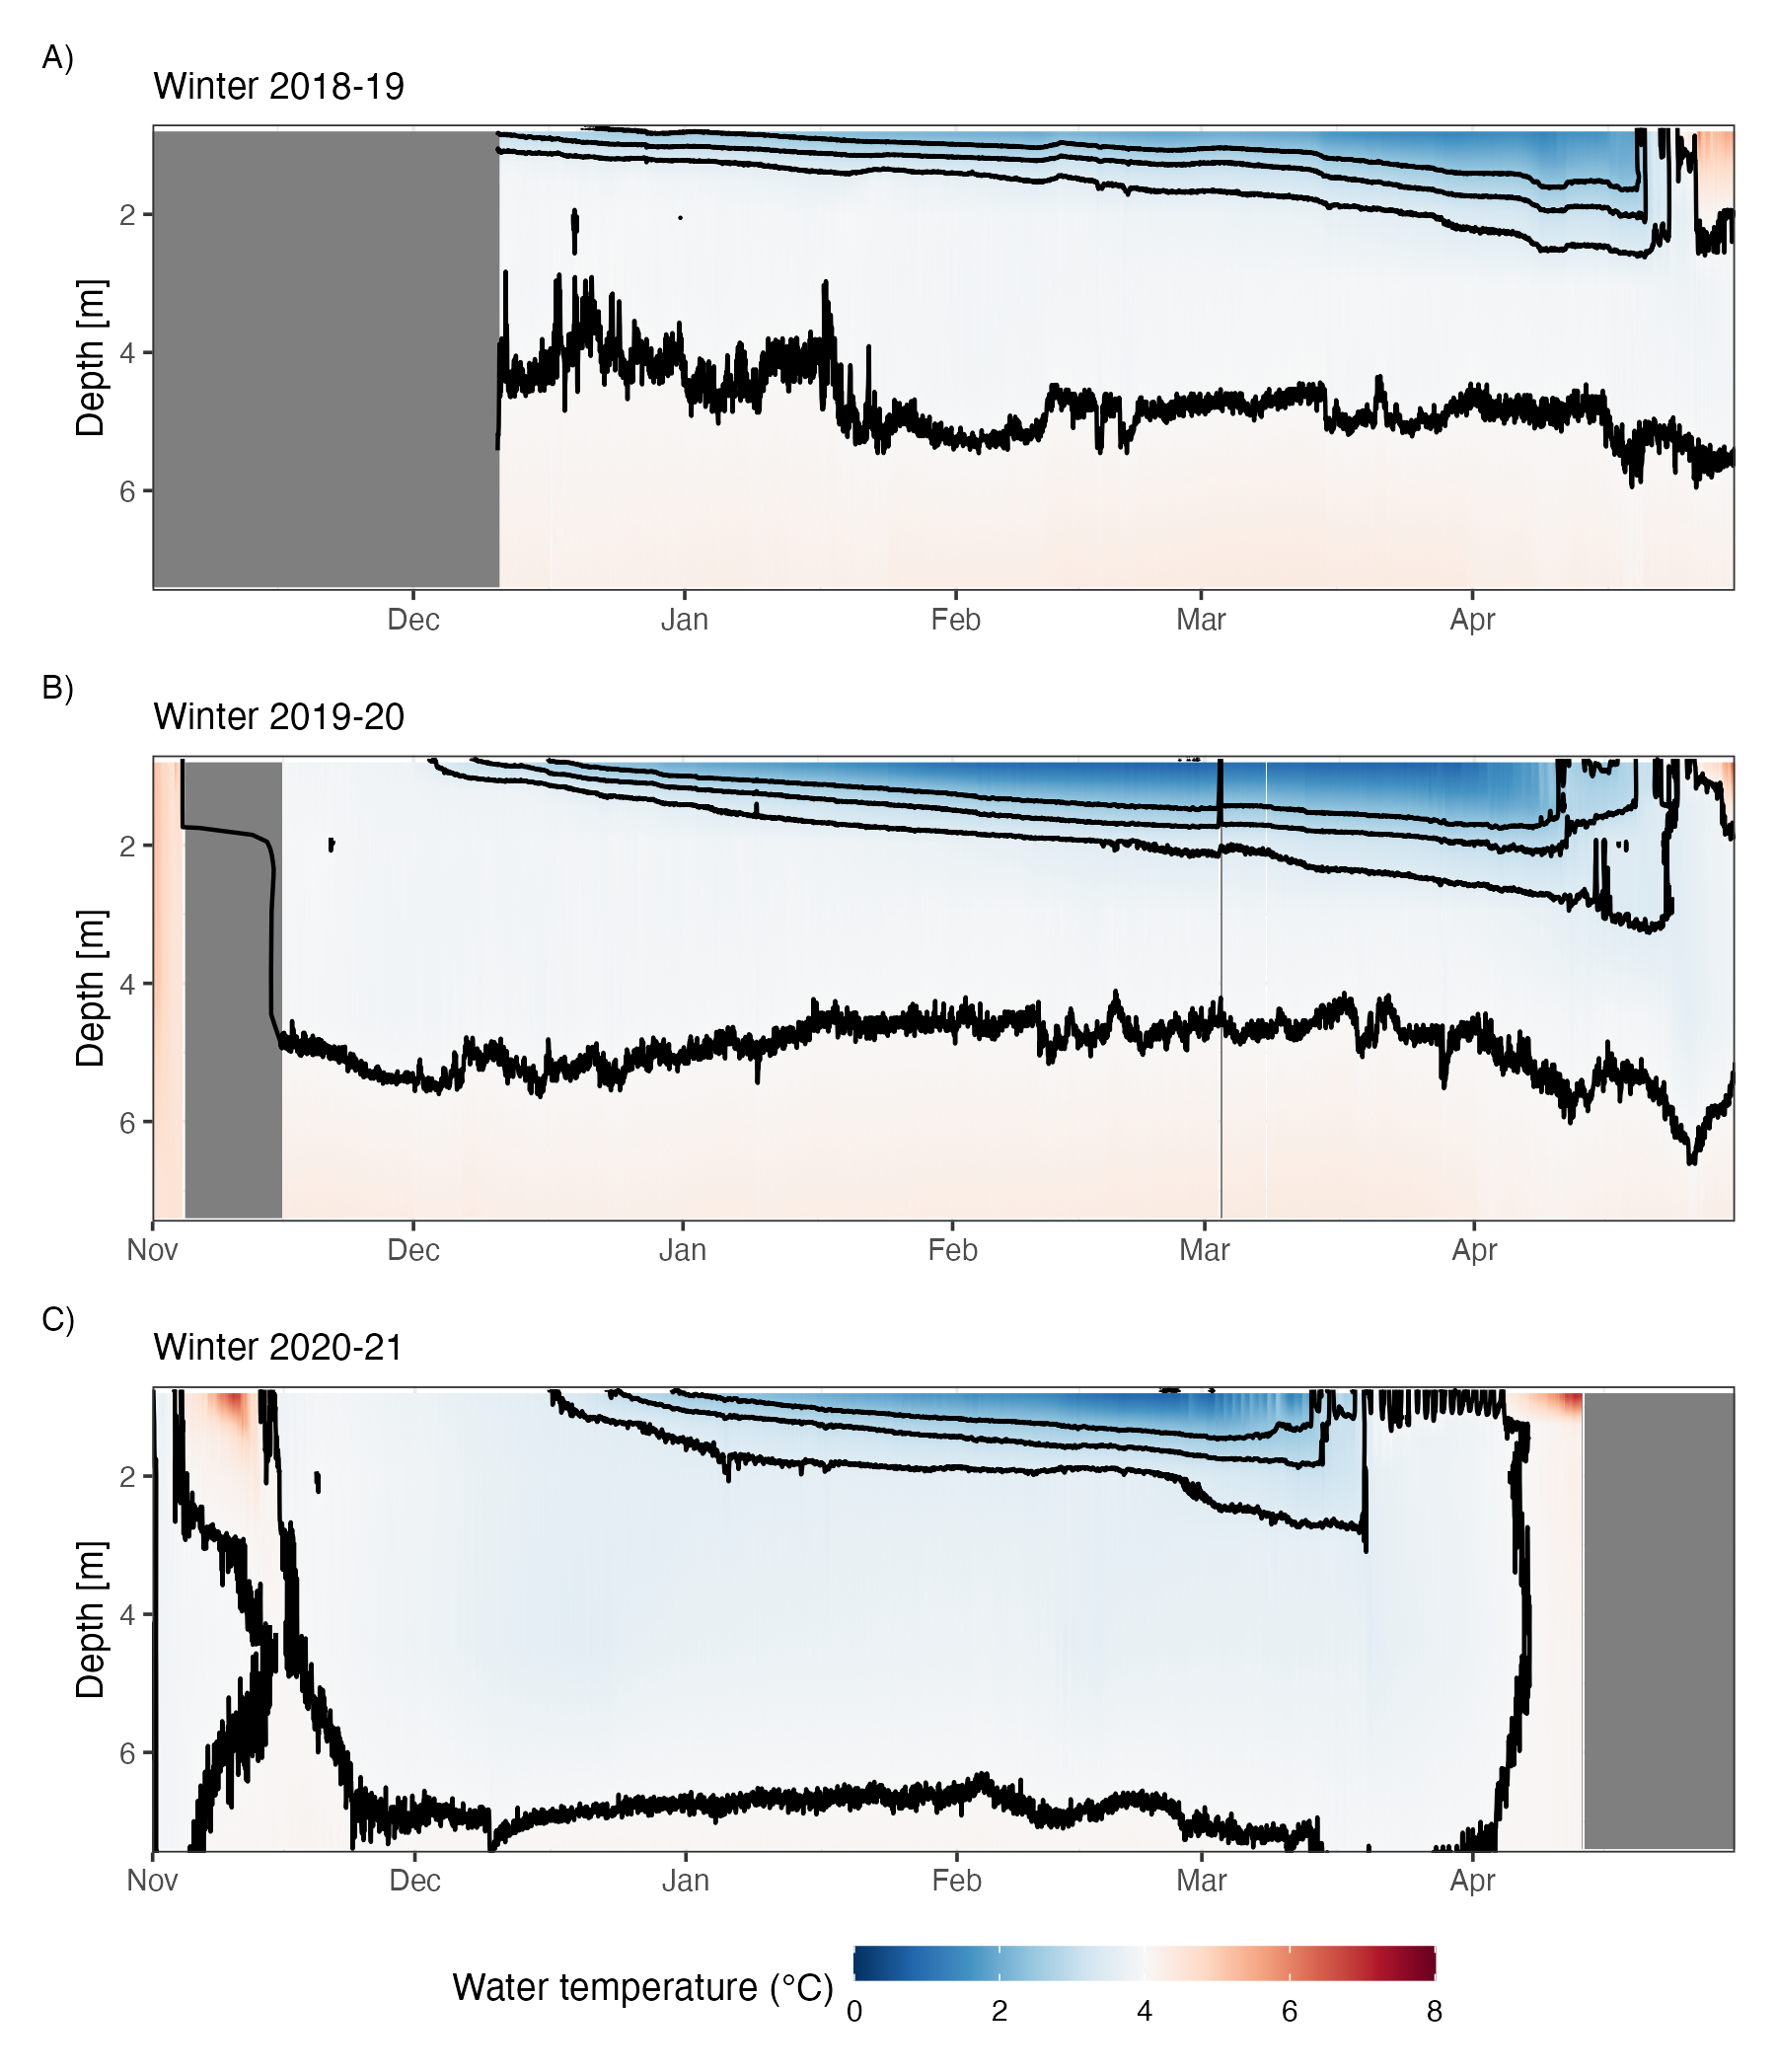 A)
Winter 2018-19
Depth [m]
2
4
6
Dec Jan Feb Mar Apr
B)
Winter 2019-20
Depth [m]
2
4
6
Nov Dec Jan Feb Mar Apr
C)
Winter 2020-21
Depth [m]
2
4
6
Nov Dec Jan Feb Mar Apr
Water temperature (°C)
0 2 4 6 8